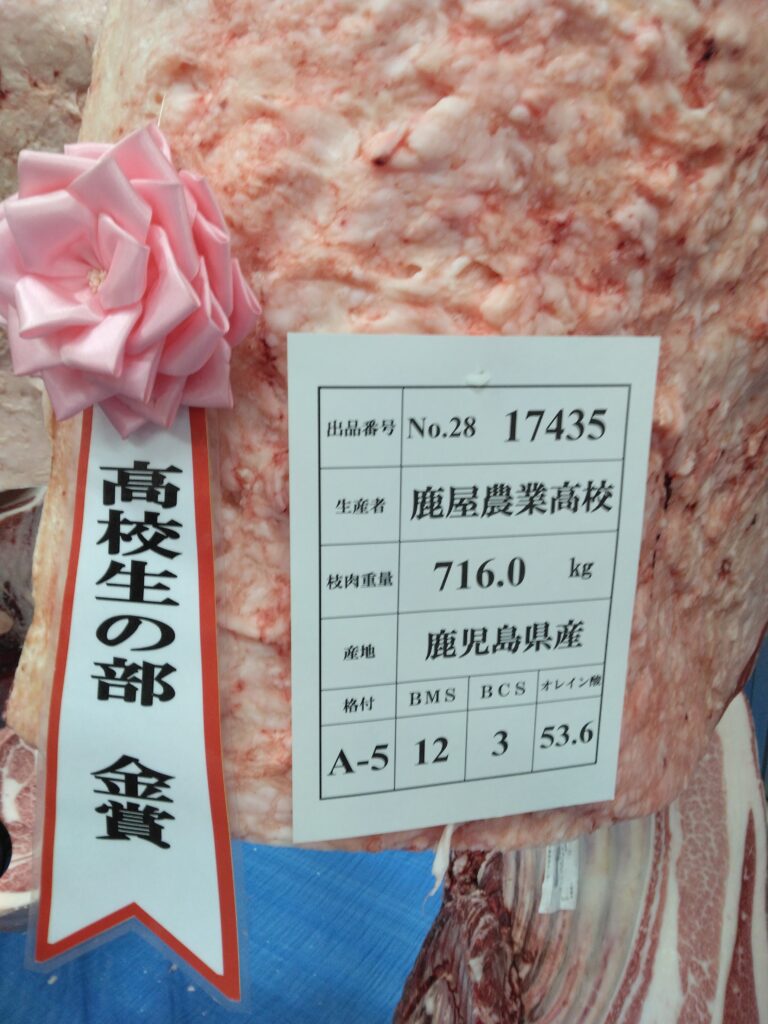 高校生の部 金賞
出品番号 No.28 17435
生産者 鹿屋農業高校
枝肉重量 716.0 kg
産地 鹿児島県産
格付 BMS BCS オレイン酸
A-5 12 3 53.6